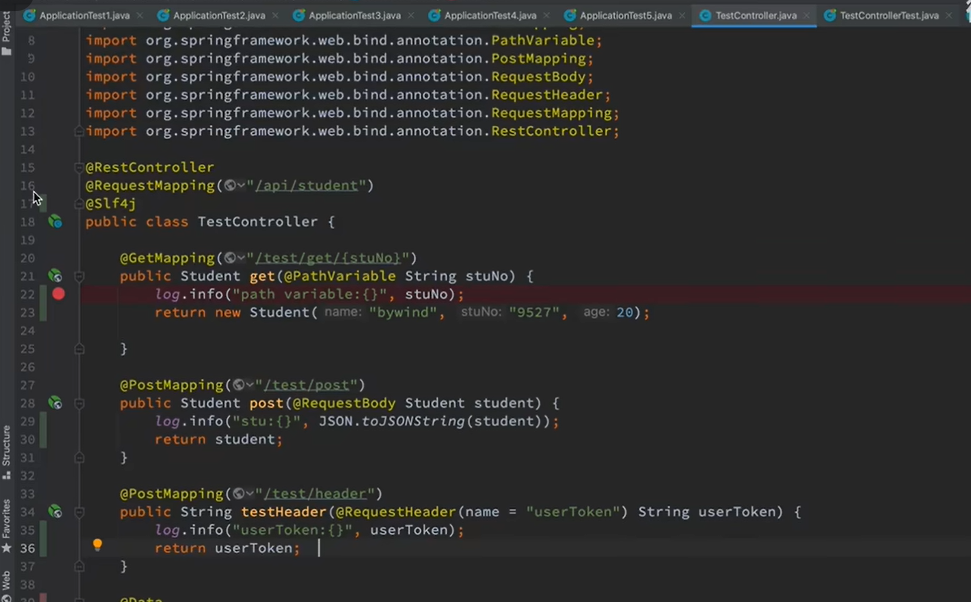 ApplicationTest1.java ApplicationTest2.java ApplicationTest3.java ApplicationTest4.java ApplicationTest5.java TestController.java TestControllerTest.java
Project
8 import org.springframework.web.bind.annotation.PathVariable;
9 import org.springframework.web.bind.annotation.PostMapping;
10 import org.springframework.web.bind.annotation.RequestBody;
11 import org.springframework.web.bind.annotation.RequestHeader;
12 import org.springframework.web.bind.annotation.RequestMapping;
13 import org.springframework.web.bind.annotation.RestController;
14
15 @RestController
16 @RequestMapping("/api/student")
17 @Slf4j
18 public class TestController {
19
20 @GetMapping("/test/get/{stuNo}")
21 public Student get(@PathVariable String stuNo) {
22 log.info("path variable:{}", stuNo);
23 return new Student( name: "bywind", stuNo: "9527", age: 20);
24
25 }
26
27 @PostMapping("/test/post")
28 public Student post(@RequestBody Student student) {
29 log.info("stu:{}", JSON.toJSONString(student));
30 return student;
31 }
32
33 @PostMapping("/test/header")
34 public String testHeader(@RequestHeader(name = "userToken") String userToken) {
35 log.info("userToken:{}", userToken);
36 return userToken;
37 }
38
39 @Data
Structure
Favorites
Web